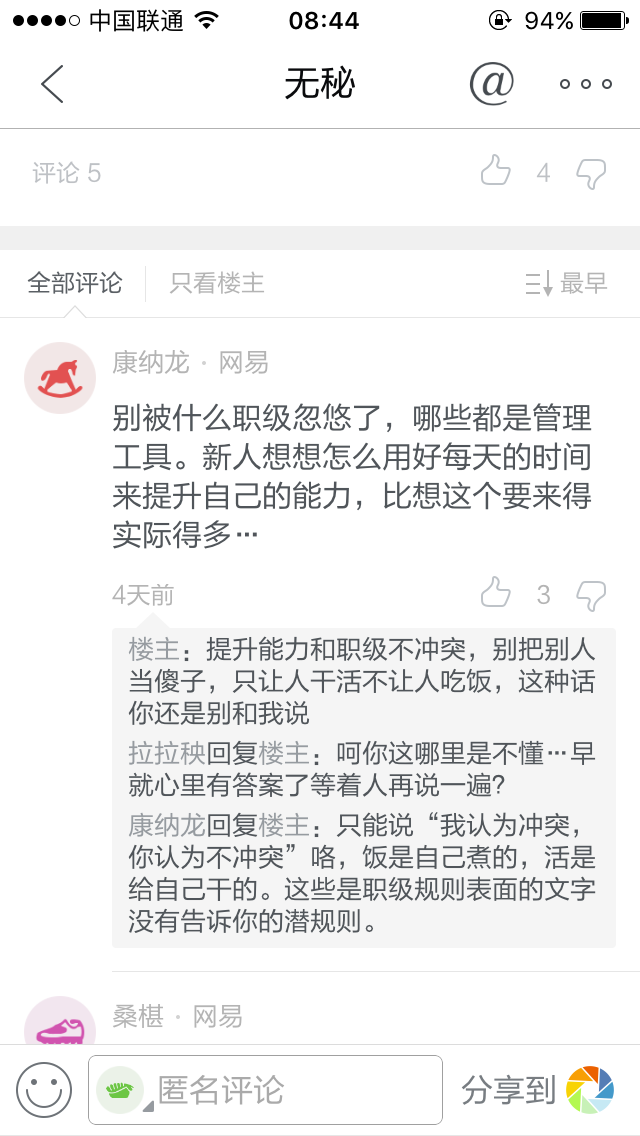 中国联通 08:44 94%
无秘 @
评论 5 4
全部评论 只看楼主 最早
康纳龙 · 网易
别被什么职级忽悠了，哪些都是管理
工具。新人想想怎么用好每天的时间
来提升自己的能力，比想这个要来得
实际得多…
4天前 3
楼主：提升能力和职级不冲突，别把别人
当傻子，只让人干活不让人吃饭，这种话
你还是别和我说
拉拉秧回复楼主：呵你这哪里是不懂…早
就心里有答案了等着人再说一遍？
康纳龙回复楼主：只能说“我认为冲突，
你认为不冲突”咯，饭是自己煮的，活是
给自己干的。这些是职级规则表面的文字
没有告诉你的潜规则。
桑椹 · 网易
匿名评论 分享到